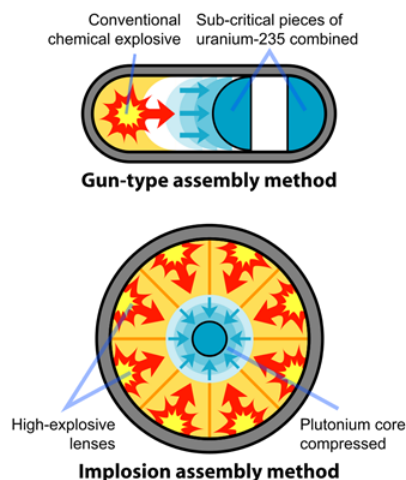 Conventional
chemical explosive
Sub-critical pieces of
uranium-235 combined
Gun-type assembly method
High-explosive
lenses
Plutonium core
compressed
Implosion assembly method